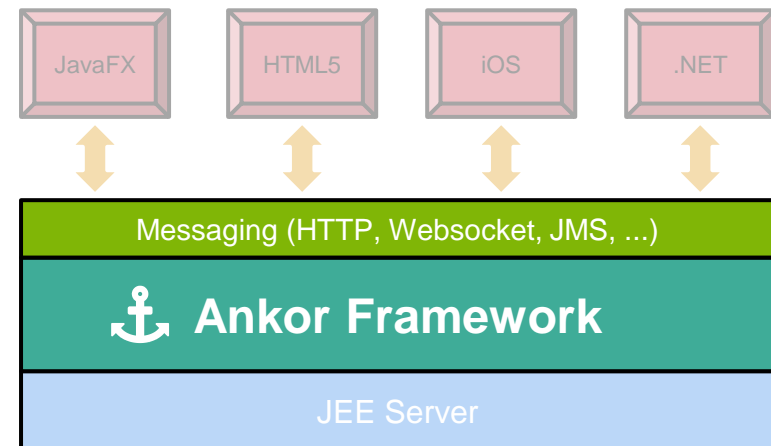 JavaFX HTML5 iOS .NET
Messaging (HTTP, Websocket, JMS, ...)
Ankor Framework
JEE Server